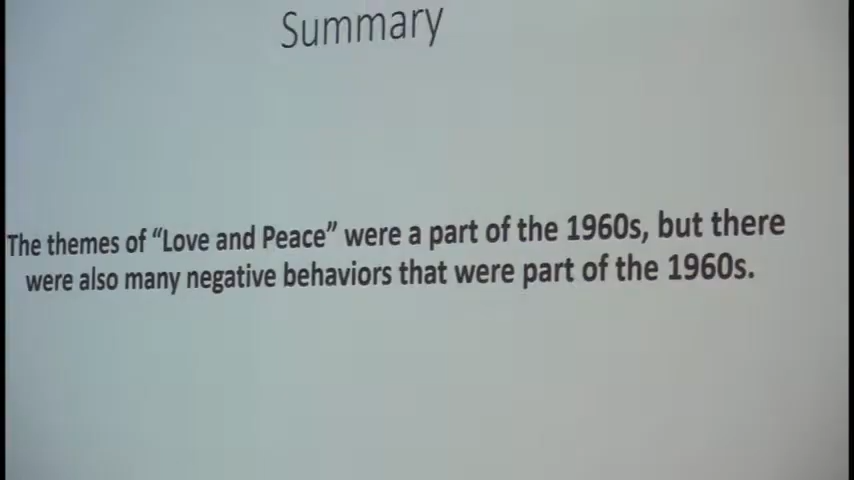 Summary
The themes of “Love and Peace” were a part of the 1960s, but there
were also many negative behaviors that were part of the 1960s.